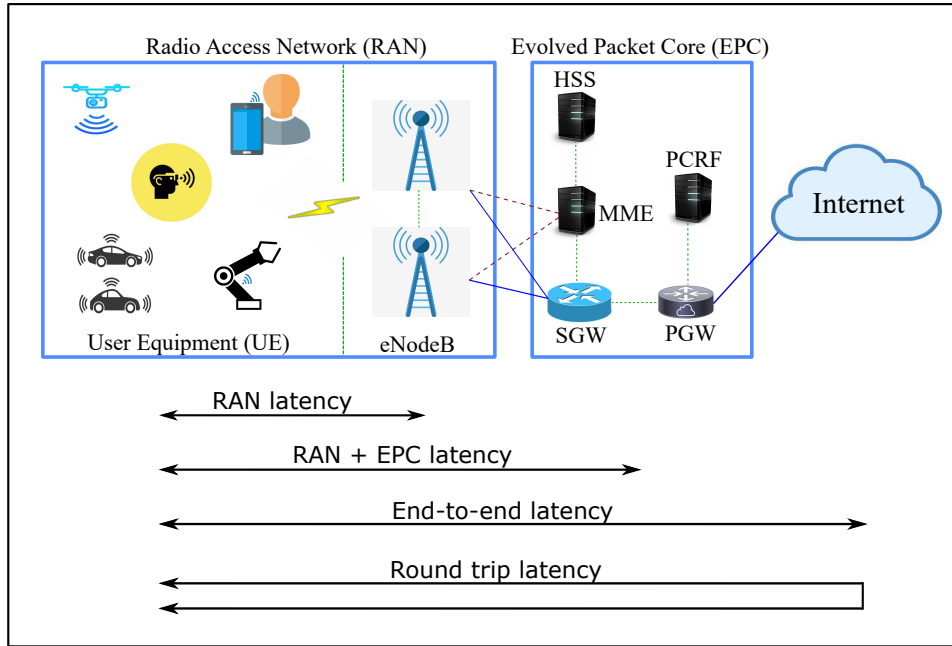 Radio Access Network (RAN)
Evolved Packet Core (EPC)
HSS
PCRF
MME
Internet
SGW
PGW
User Equipment (UE)
eNodeB
RAN latency
RAN + EPC latency
End-to-end latency
Round trip latency